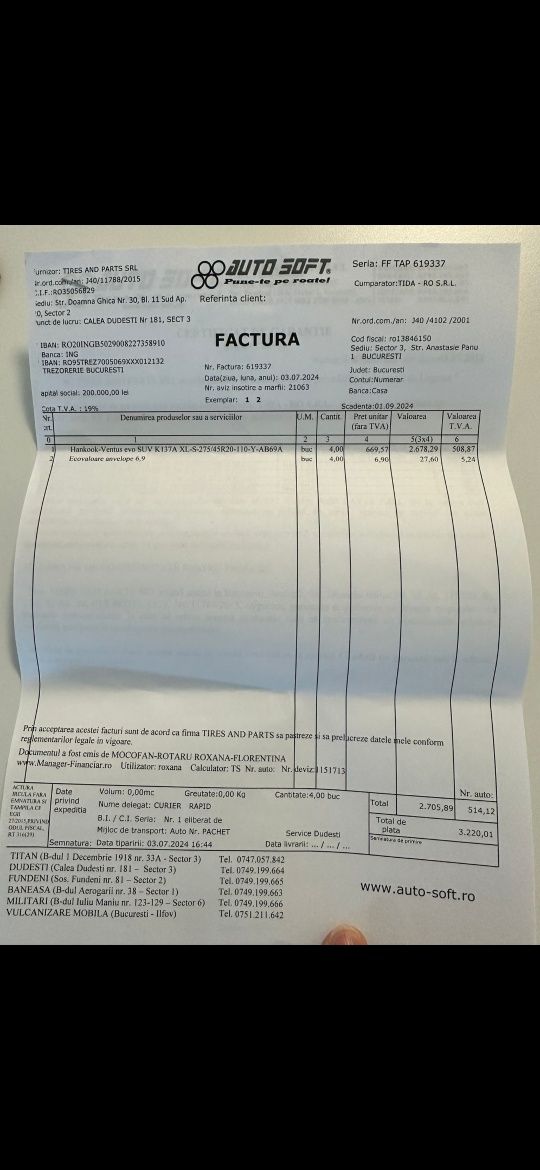 urnizor: TIRES AND PARTS SRL
nr.ord.com./an: J40/11788/2015
C.I.F.:RO35056829
ediu: Str. Doamna Ghica Nr. 30, Bl. 11 Sud Ap.
0, Sector 2
unct de lucru: CALEA DUDESTI Nr 181, SECT 3
AUTO SOFT
Pune-te pe roate!
Referinta client:
Seria: FF TAP 619337
Cumparator:TIDA - RO S.R.L.
FACTURA
Nr.ord.com./an: J40 /4102 /2001
IBAN: RO20INGB5029008227358910
Banca: ING
IBAN: RO95TREZ7005069XXX012132
TREZORERIE BUCURESTI
apital social: 200.000,00 lei
Cota T.V.A. : 19%
Nr. Factura: 619337
Data(ziua, luna, anul): 03.07.2024
Nr. aviz insotire a marfii: 21063
Exemplar: 1 2
Cod fiscal: ro13846150
Sediu: Sector 3, Str. Anastasie Panu
1 BUCURESTI
Judet: Bucuresti
Contul:Numerar
Banca:Casa
Scadenta:01.09.2024
Nr. Denumirea produselor sau a serviciilor U.M. Cantit. Pret unitar Valoarea Valoarea
crt. (fara TVA) T.V.A.
0 1 2 3 4 5(3x4) 6
1 Hankook-Ventus evo SUV K137A XL-S-275/45R20-110-Y-AB69A buc 4,00 669,57 2.678,29 508,87
2 Ecovaloare anvelope 6,9 buc 4,00 6,90 27,60 5,24
Prin acceptarea acestei facturi sunt de acord ca firma TIRES AND PARTS sa pastreze si sa prelucreze datele mele conform
reglementarilor legale in vigoare.
Documentul a fost emis de MOCOFAN-ROTARU ROXANA-FLORENTINA
www.Manager-Financiar.ro Utilizator: roxana Calculator: TS Nr. auto: Nr. deviz:1151713
Date
privind
expeditia
Volum: 0,00mc Greutate:0,00 Kg Cantitate:4,00 buc
Nume delegat: CURIER RAPID
B.I. / C.I. Seria: Nr. 1 eliberat de
Mijloc de transport: Auto Nr. PACHET Service Dudesti
Semnatura: Data tiparirii: 03.07.2024 16:44 Data livrarii: ... / ... / ...
Nr. auto:
Total 2.705,89 514,12
Total de
plata 3.220,01
Semnatura de primire
TITAN (B-dul 1 Decembrie 1918 nr. 33A - Sector 3) Tel. 0747.057.842
DUDESTI (Calea Dudesti nr. 181 – Sector 3) Tel. 0749.199.664
FUNDENI (Sos. Fundeni nr. 81 – Sector 2) Tel. 0749.199.665
BANEASA (B-dul Aerogarii nr. 38 – Sector 1) Tel. 0749.199.663
MILITARI (B-dul Iuliu Maniu nr. 123-129 – Sector 6) Tel. 0749.199.666
VULCANIZARE MOBILA (Bucuresti - Ilfov) Tel. 0751.211.642
www.auto-soft.ro